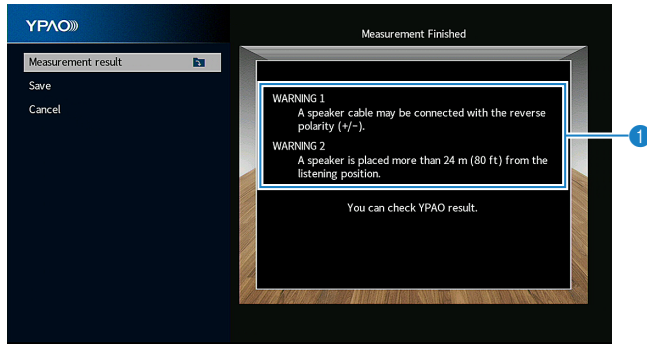 YPAO
Measurement Finished
Measurement result
Save
Cancel
WARNING 1
A speaker cable may be connected with the reverse
polarity (+/-).
WARNING 2
A speaker is placed more than 24 m (80 ft) from the
listening position.
You can check YPAO result.
1